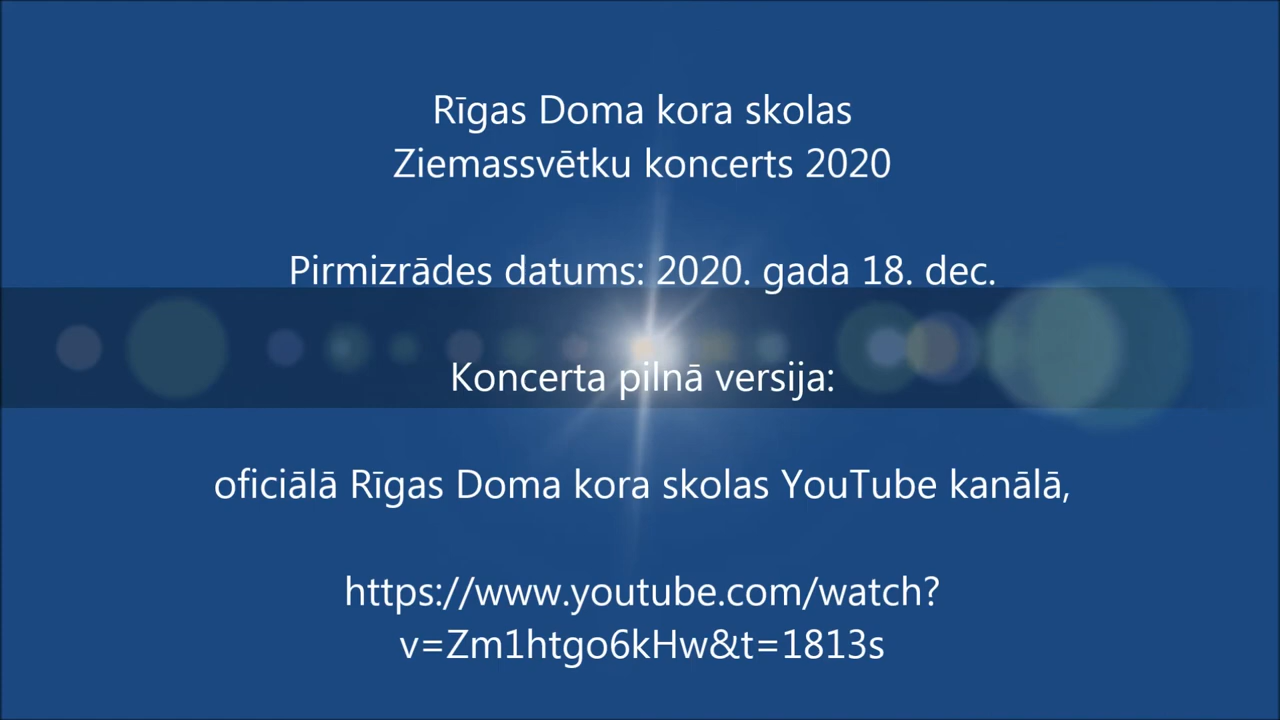 Rīgas Doma kora skolas
Ziemassvētku koncerts 2020
Pirmizrādes datums: 2020. gada 18. dec.
Koncerta pilnā versija:
oficiālā Rīgas Doma kora skolas YouTube kanālā,
https://www.youtube.com/watch?
v=Zm1htgo6kHw&t=1813s